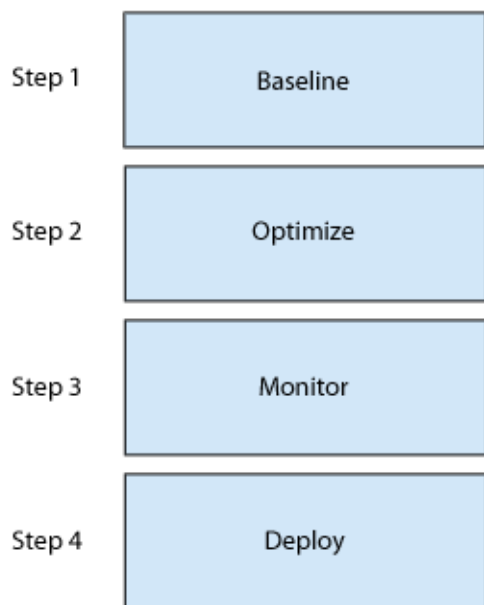 Step 1 Baseline
Step 2 Optimize
Step 3 Monitor
Step 4 Deploy